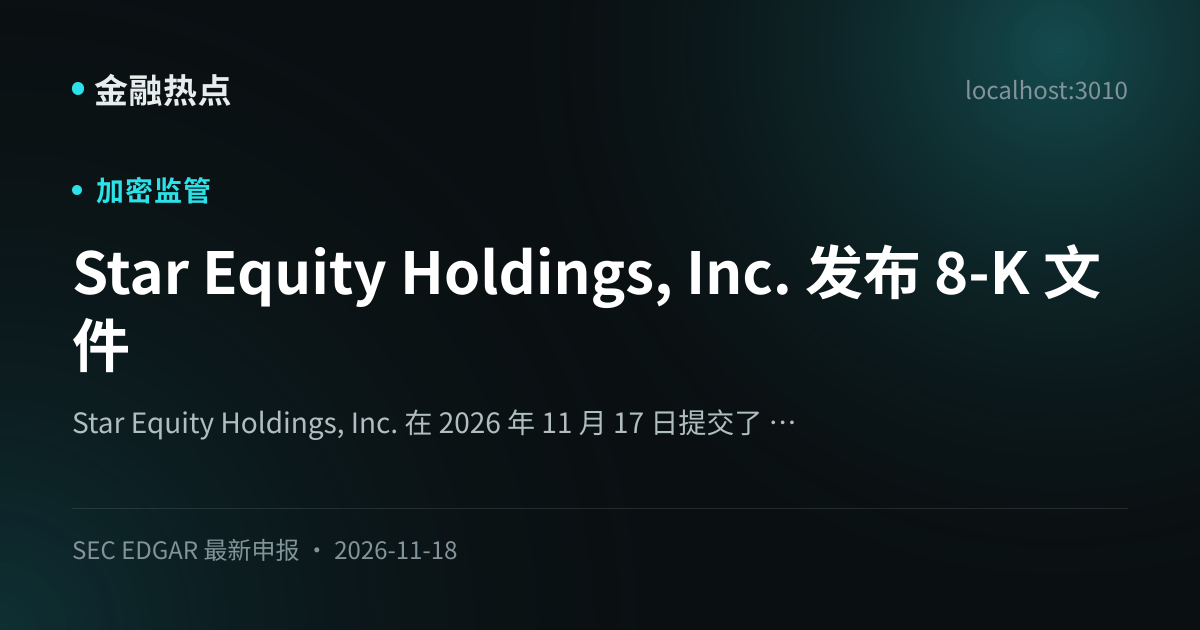 金融热点
localhost:3010
加密监管
Star Equity Holdings, Inc. 发布 8-K 文
件
Star Equity Holdings, Inc. 在 2026 年 11 月 17 日提交了 …
SEC EDGAR 最新申报 · 2026-11-18